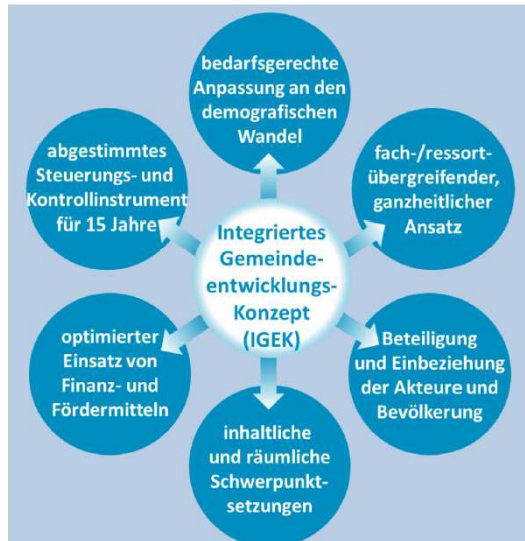 bedarfsgerechte
Anpassung an den
demografischen
Wandel
abgestimmtes
Steuerungs- und
Kontrollinstrument
für 15 Jahre
fach-/ressort-
übergreifender,
ganzheitlicher
Ansatz
Integriertes
Gemeinde-
entwicklungs-
Konzept
(IGEK)
optimierter
Einsatz von
Finanz- und
Fördermitteln
Beteiligung
und Einbeziehung
der Akteure und
Bevölkerung
inhaltliche
und räumliche
Schwerpunkt-
setzungen